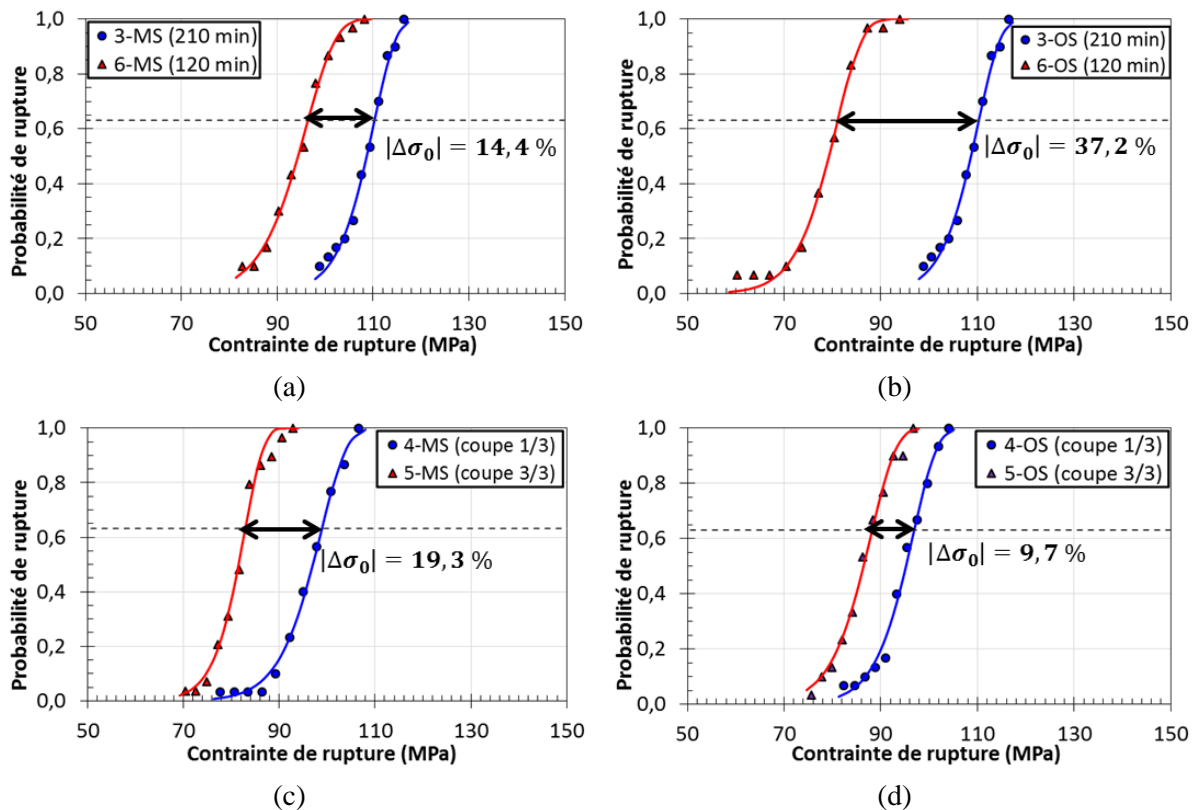 1,0
0,8
0,6
0,4
0,2
0,0
Probabilité de rupture
3-MS (210 min)
6-MS (120 min)
|Δσ₀| = 14,4 %
50 70 90 110 130 150
Contrainte de rupture (MPa)
(a)
1,0
0,8
0,6
0,4
0,2
0,0
Probabilité de rupture
3-OS (210 min)
6-OS (120 min)
|Δσ₀| = 37,2 %
50 70 90 110 130 150
Contrainte de rupture (MPa)
(b)
1,0
0,8
0,6
0,4
0,2
0,0
Probabilité de rupture
4-MS (coupe 1/3)
5-MS (coupe 3/3)
|Δσ₀| = 19,3 %
50 70 90 110 130 150
Contrainte de rupture (MPa)
(c)
1,0
0,8
0,6
0,4
0,2
0,0
Probabilité de rupture
4-OS (coupe 1/3)
5-OS (coupe 3/3)
|Δσ₀| = 9,7 %
50 70 90 110 130 150
Contrainte de rupture (MPa)
(d)